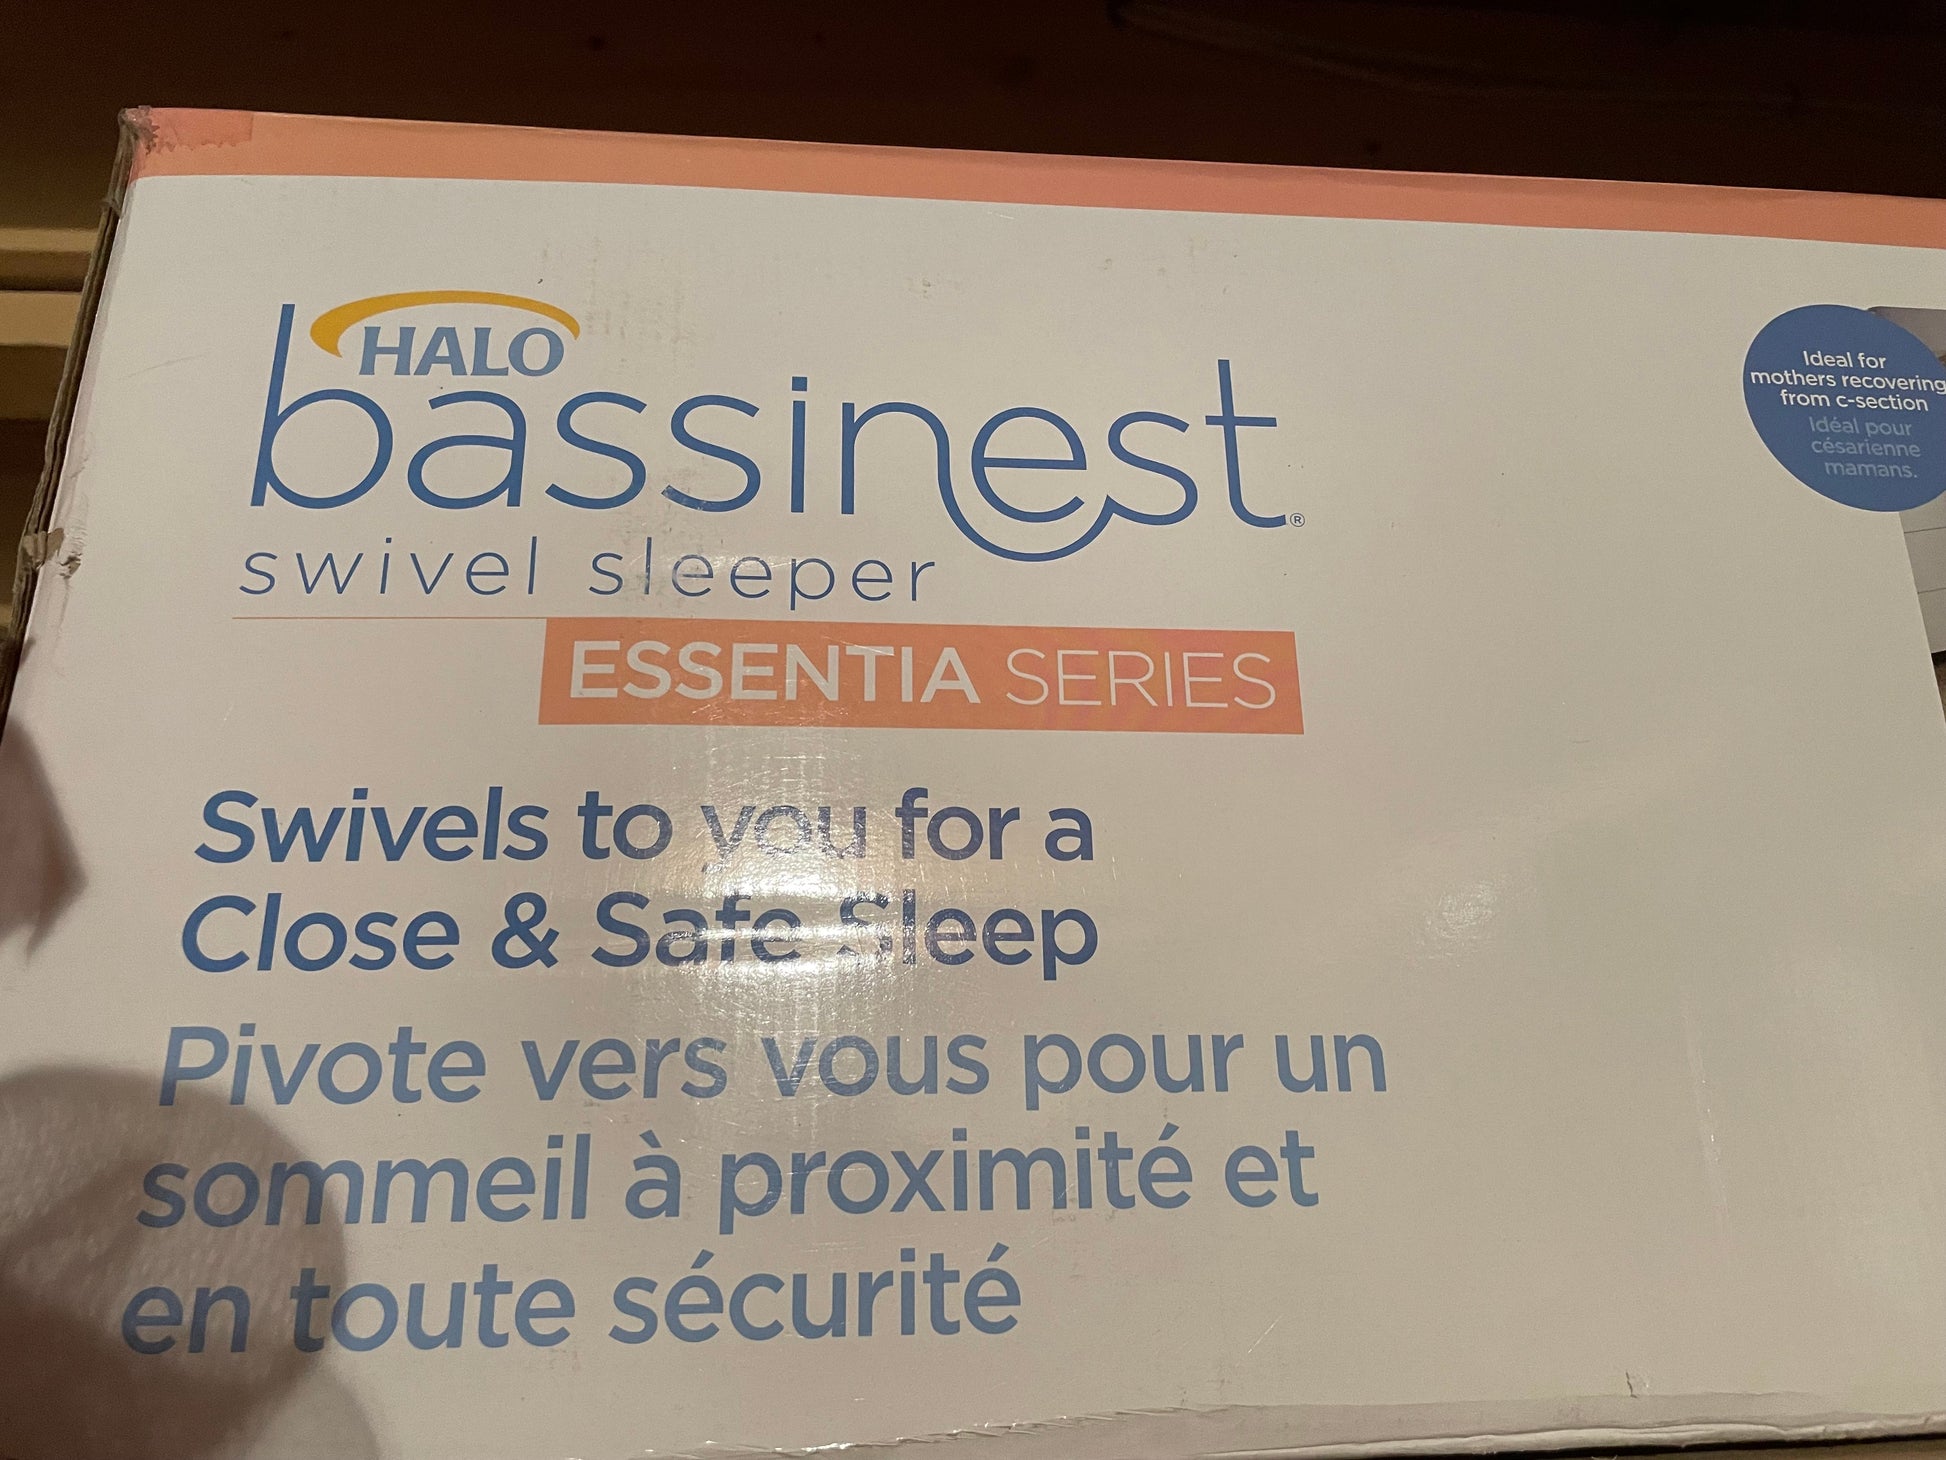 HALO
bassinest®
swivel sleeper
ESSENTIA SERIES
Swivels to you for a
Close & Safe Sleep
Pivote vers vous pour un
sommeil à proximité et
en toute sécurité
Ideal for
mothers recovering
from c-section
Idéal pour
césarienne
mamans.